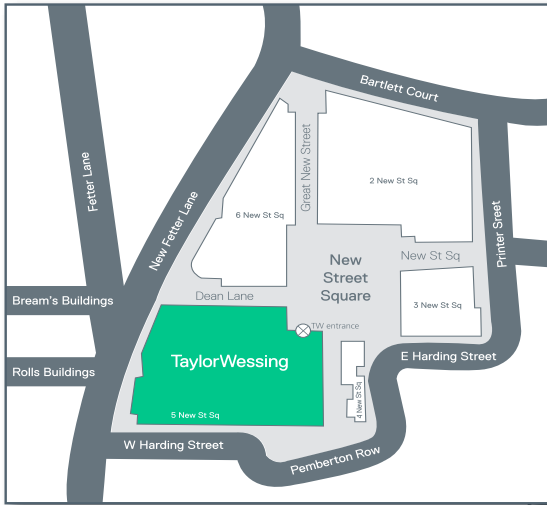 Bartlett Court
Fetter Lane
Great New Street
2 New St Sq
New Fetter Lane
6 New St Sq
Printer Sreet
New St Sq
New
Street
Square
Dean Lane
Bream's Buildings
3 New St Sq
TW entrance
TaylorWessing
E Harding Street
Rolls Buildings
4 New St Sq
5 New St Sq
W Harding Street
Pemberton Row